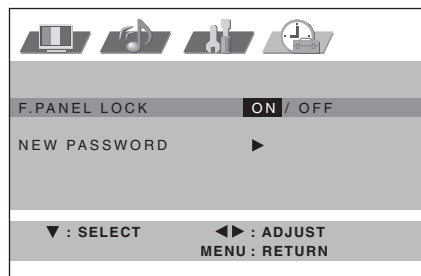 F.PANEL LOCK ON / OFF
NEW PASSWORD ▶
▼ : SELECT ◀▶ : ADJUST
MENU : RETURN